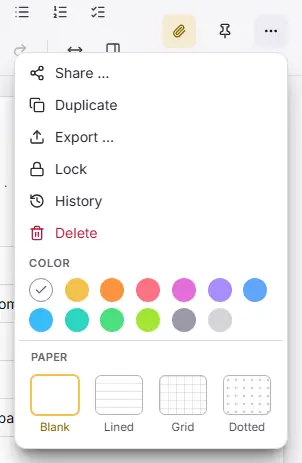 Share ...
Duplicate
Export ...
Lock
History
Delete
COLOR
PAPER
Blank Lined Grid Dotted